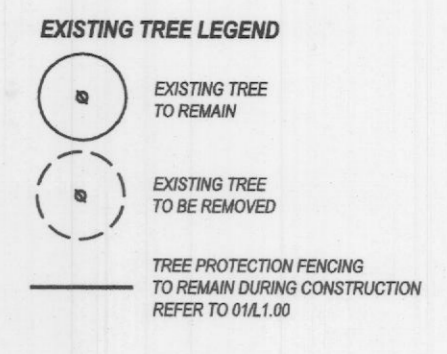 EXISTING TREE LEGEND
Ø
EXISTING TREE
TO REMAIN
Ø
EXISTING TREE
TO BE REMOVED
TREE PROTECTION FENCING
TO REMAIN DURING CONSTRUCTION
REFER TO 01/L1.00